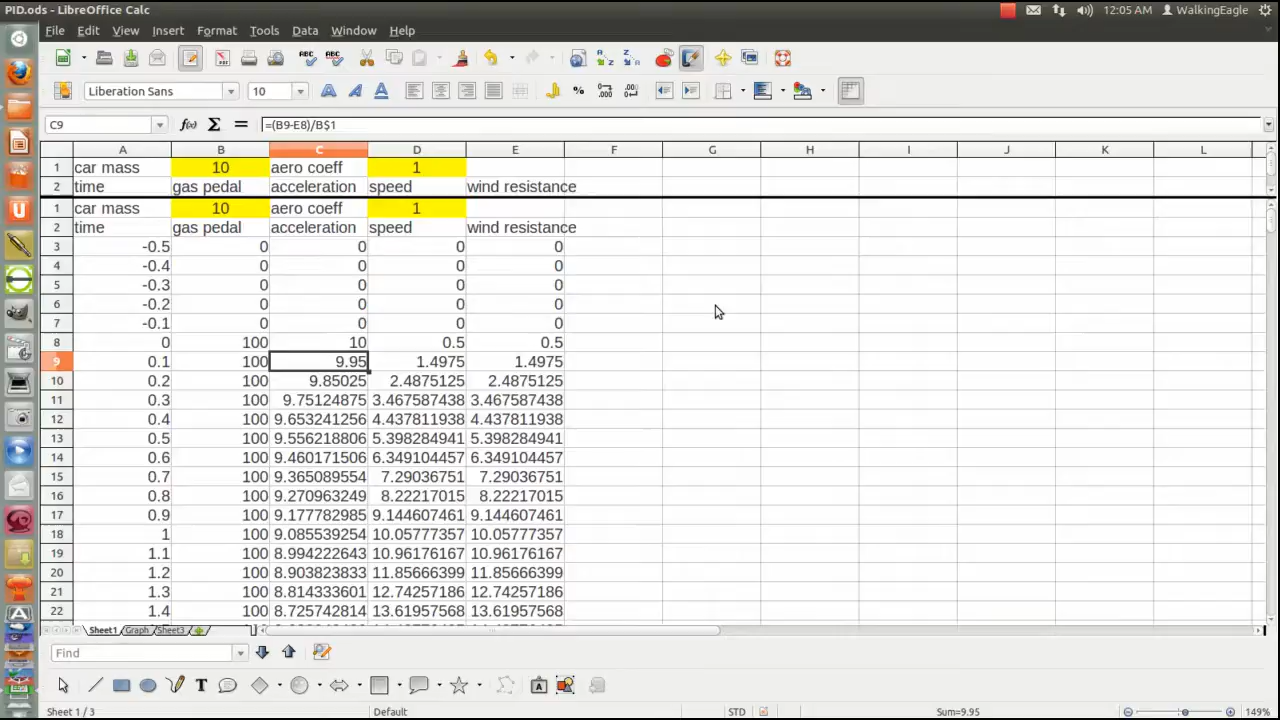 PID.ods - LibreOffice Calc 12:05 AM WalkingEagle
File Edit View Insert Format Tools Data Window Help
Liberation Sans 10
C9 =(B9-E8)/B$1
A B C D E F G H I J K L
1 car mass 10 aero coeff 1
2 time gas pedal acceleration speed wind resistance
1 car mass 10 aero coeff 1
2 time gas pedal acceleration speed wind resistance
3 -0.5 0 0 0 0
4 -0.4 0 0 0 0
5 -0.3 0 0 0 0
6 -0.2 0 0 0 0
7 -0.1 0 0 0 0
8 0 100 10 0.5 0.5
9 0.1 100 9.95 1.4975 1.4975
10 0.2 100 9.85025 2.4875125 2.4875125
11 0.3 100 9.75124875 3.467587438 3.467587438
12 0.4 100 9.653241256 4.437811938 4.437811938
13 0.5 100 9.556218806 5.398284941 5.398284941
14 0.6 100 9.460171506 6.349104457 6.349104457
15 0.7 100 9.365089554 7.29036751 7.29036751
16 0.8 100 9.270963249 8.22217015 8.22217015
17 0.9 100 9.177782985 9.144607461 9.144607461
18 1 100 9.085539254 10.05777357 10.05777357
19 1.1 100 8.994222643 10.96176167 10.96176167
20 1.2 100 8.903823833 11.85666399 11.85666399
21 1.3 100 8.814333601 12.74257186 12.74257186
22 1.4 100 8.725742814 13.61957568 13.61957568
Sheet1 Graph Sheet3
Find
Sheet 1 / 3 Default STD Sum=9.95 149%